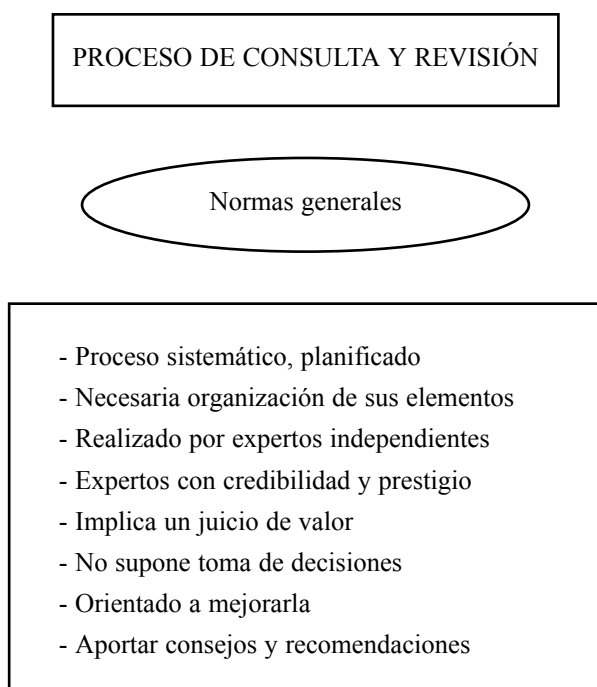 PROCESO DE CONSULTA Y REVISIÓN
Normas generales
- Proceso sistemático, planificado
- Necesaria organización de sus elementos
- Realizado por expertos independientes
- Expertos con credibilidad y prestigio
- Implica un juicio de valor
- No supone toma de decisiones
- Orientado a mejorarla
- Aportar consejos y recomendaciones